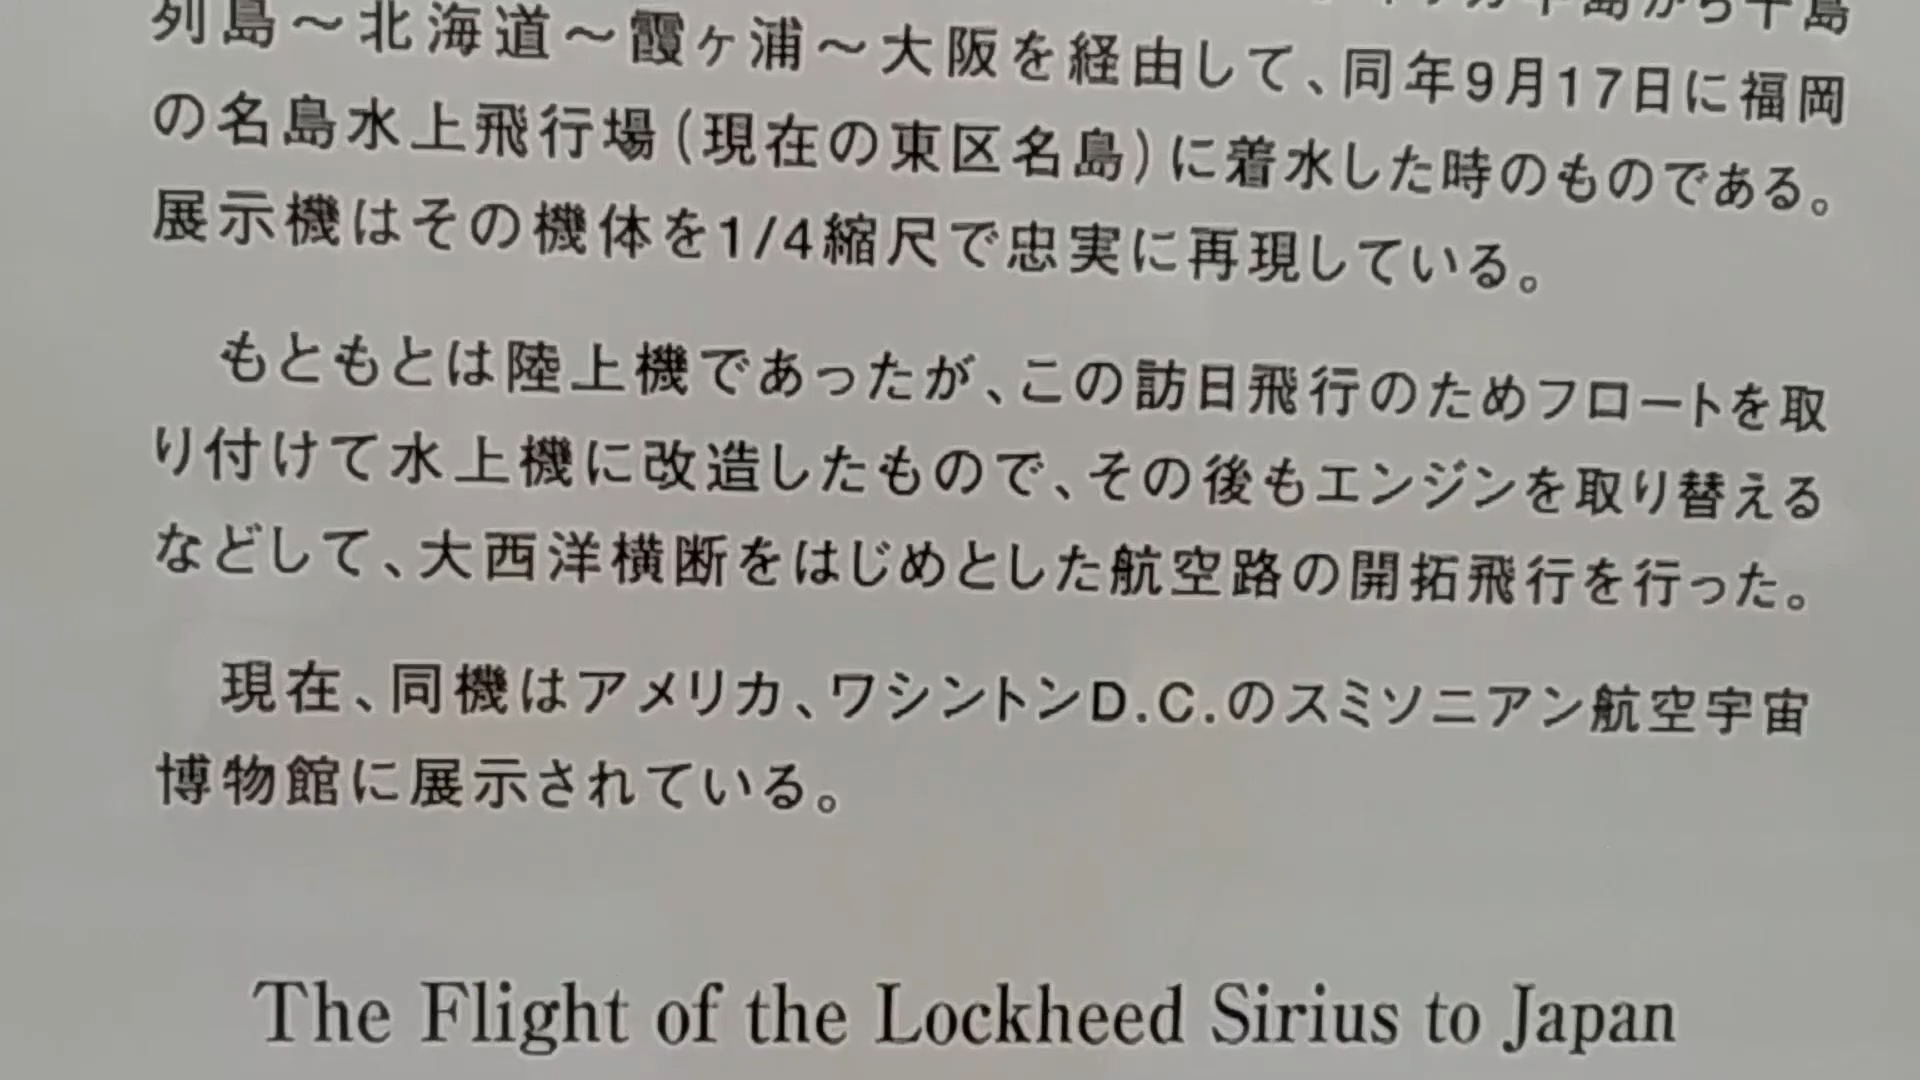 列島〜北海道〜霞ヶ浦〜大阪を経由して、同年9月17日に福岡
の名島水上飛行場(現在の東区名島)に着水した時のものである。
展示機はその機体を1/4縮尺で忠実に再現している。
もともとは陸上機であったが、この訪日飛行のためフロートを取
り付けて水上機に改造したもので、その後もエンジンを取り替える
などして、大西洋横断をはじめとした航空路の開拓飛行を行った。
現在、同機はアメリカ、ワシントンD.C.のスミソニアン航空宇宙
博物館に展示されている。
The Flight of the Lockheed Sirius to Japan